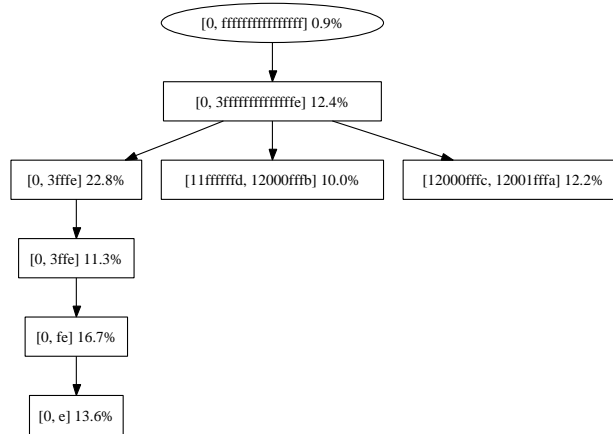 [0, ffffffffffffffff] 0.9%
[0, 3ffffffffffffffe] 12.4%
[0, 3fffe] 22.8%
[11ffffffd, 12000fffb] 10.0%
[12000fffc, 12001fffa] 12.2%
[0, 3ffe] 11.3%
[0, fe] 16.7%
[0, e] 13.6%